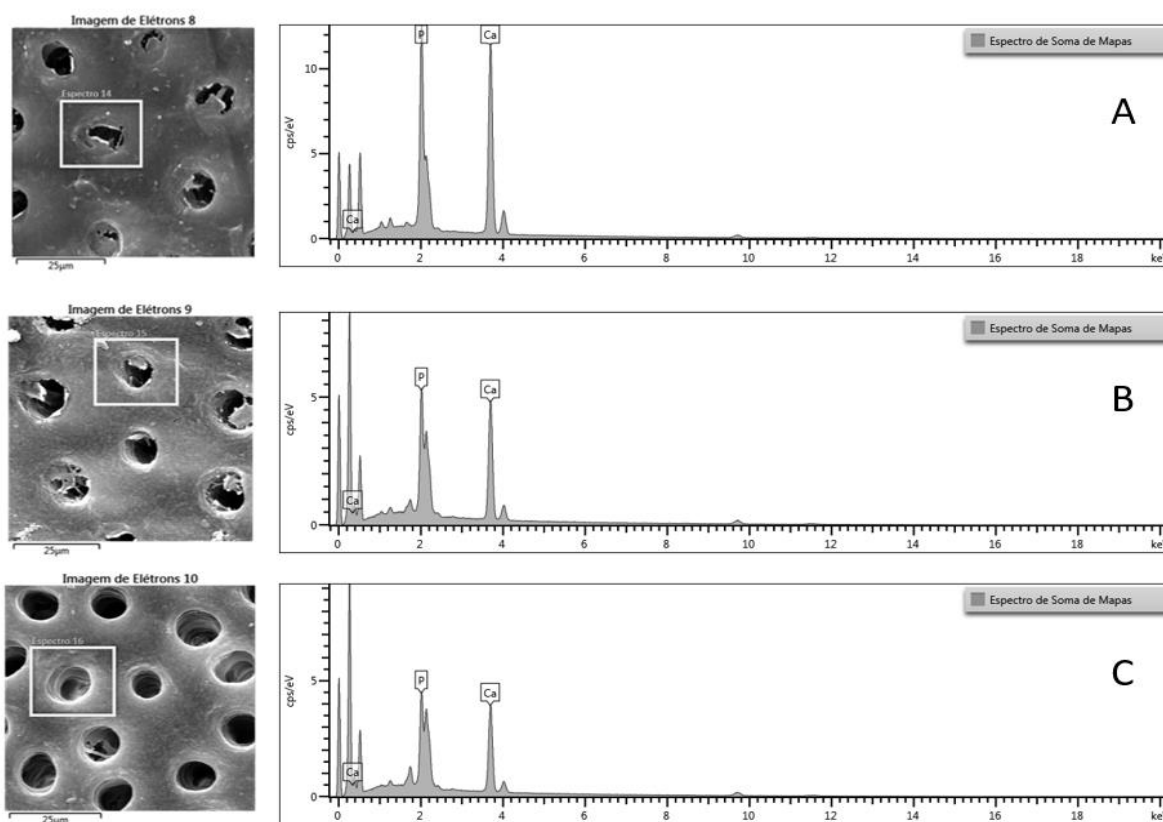 Imagem de Elétrons 8
Espectro 14
25µm
cps/eV
10
5
0
P
Ca
Ca
Espectro de Soma de Mapas
A
0 2 4 6 8 10 12 14 16 18 ke
Imagem de Elétrons 9
25µm
cps/eV
5
0
P
Ca
Ca
Espectro de Soma de Mapas
B
0 2 4 6 8 10 12 14 16 18 ke
Imagem de Elétrons 10
Espectro 16
25µm
cps/eV
5
0
P
Ca
Ca
Espectro de Soma de Mapas
C
0 2 4 6 8 10 12 14 16 18 ke